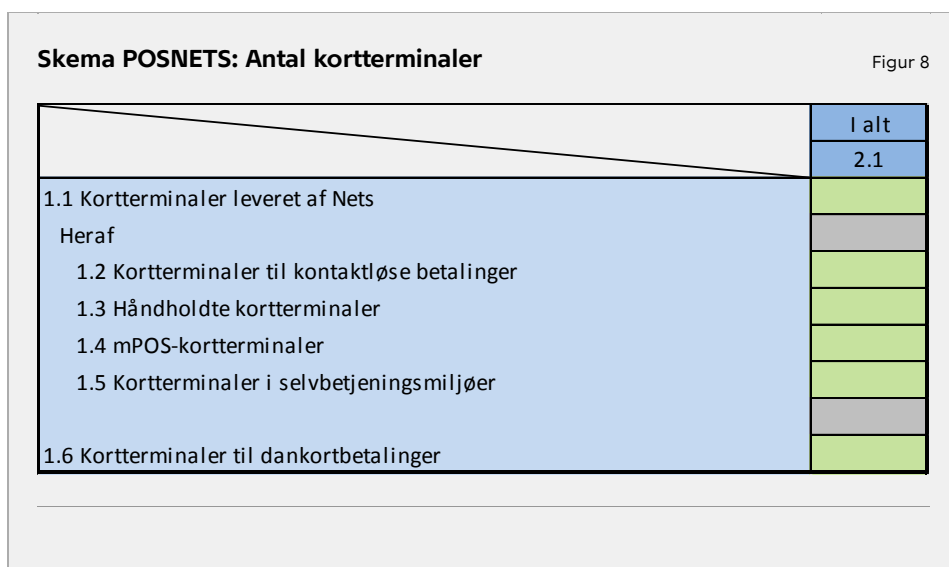 Skema POSNETS: Antal kortterminaler
Figur 8
I alt
2.1
1.1 Kortterminaler leveret af Nets
Heraf
1.2 Kortterminaler til kontaktløse betalinger
1.3 Håndholdte kortterminaler
1.4 mPOS-kortterminaler
1.5 Kortterminaler i selvbetjeningsmiljøer
1.6 Kortterminaler til dankortbetalinger